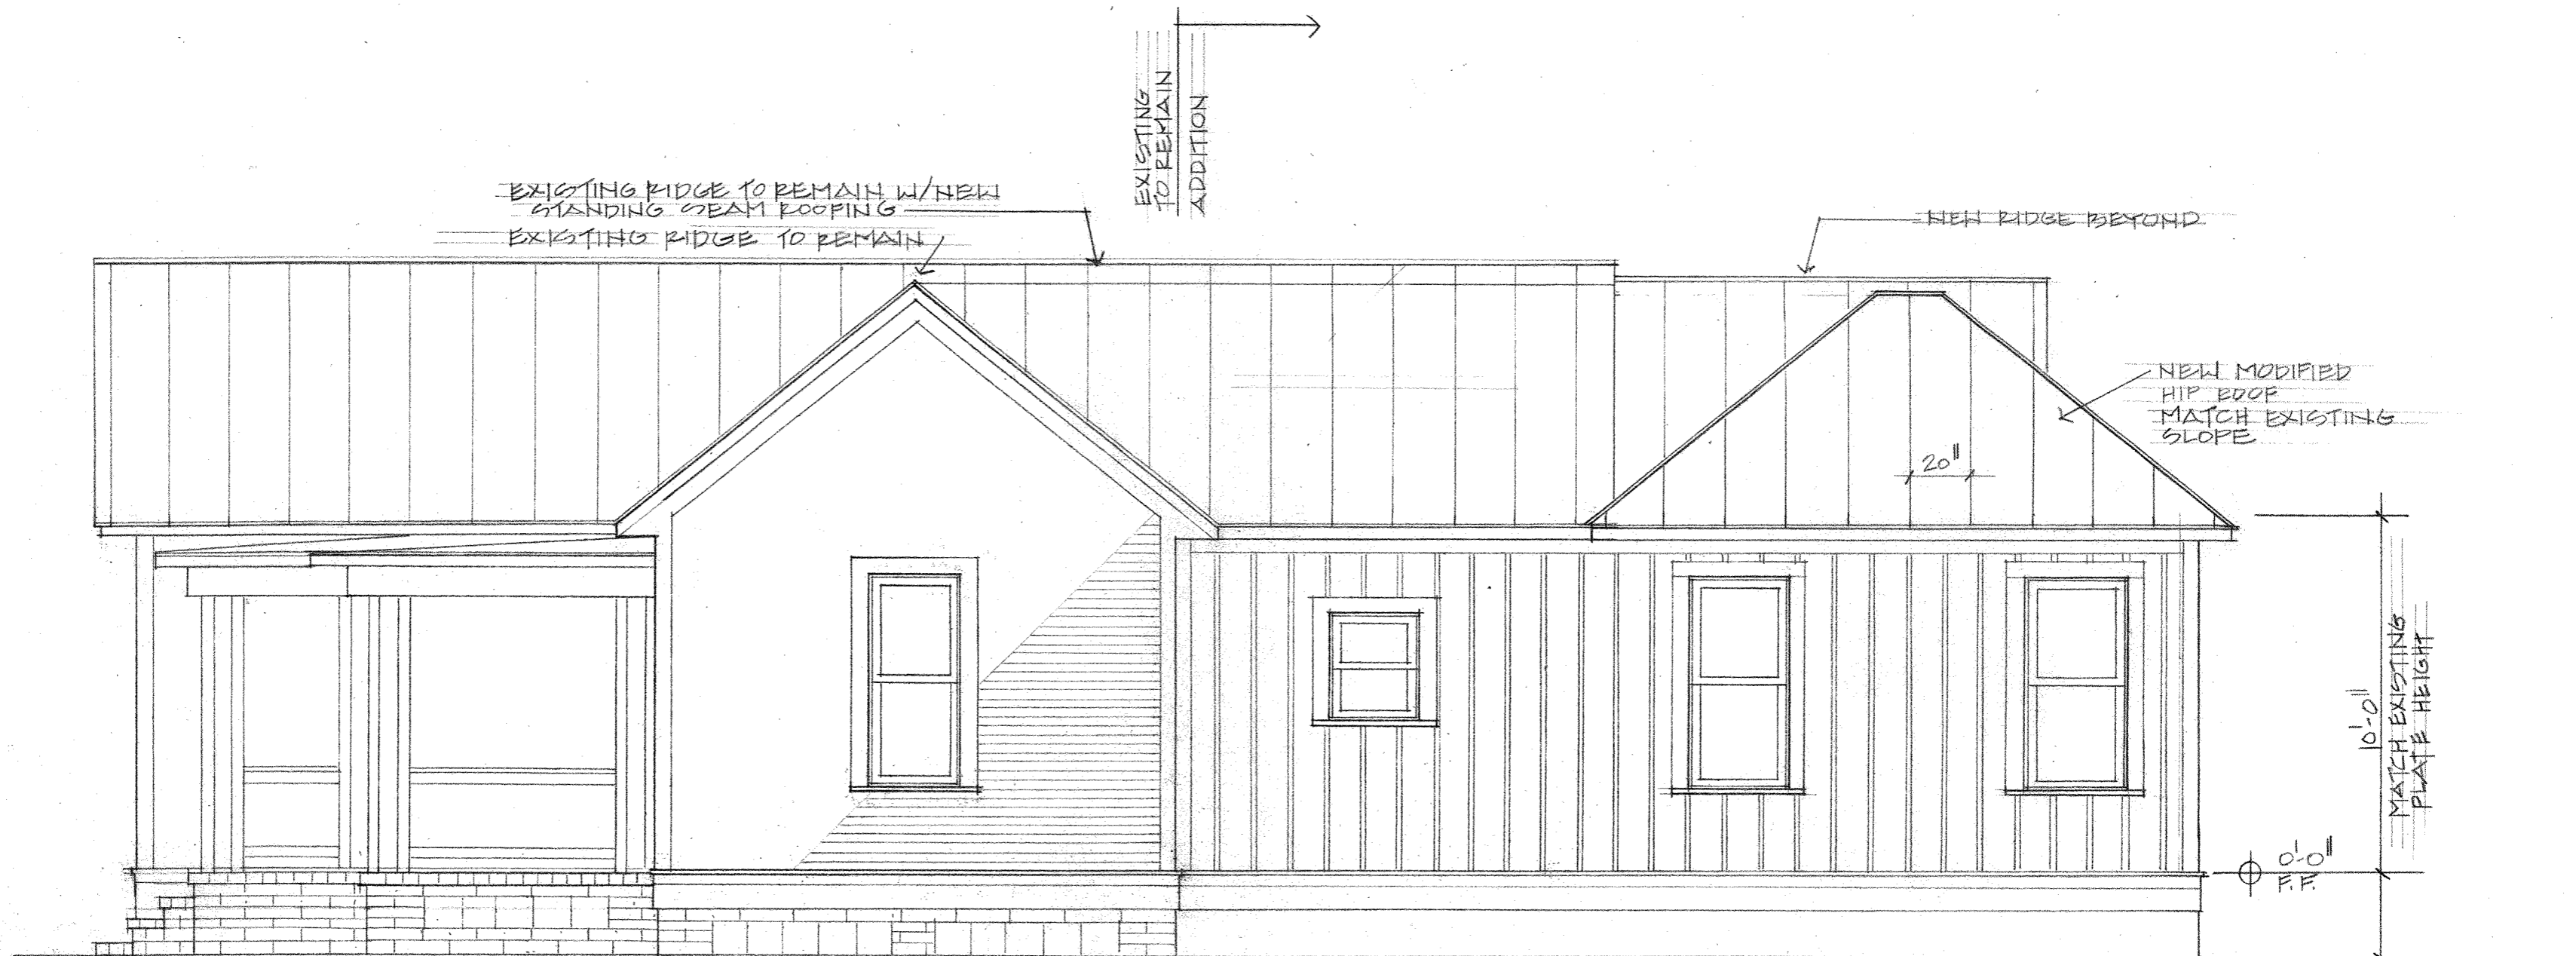 EXISTING
TO REMAIN
ADDITION
EXISTING RIDGE TO REMAIN W/NEW
STANDING SEAM ROOFING
EXISTING RIDGE TO REMAIN
NEW RIDGE BEYOND
NEW MODIFIED
HIP ROOF
MATCH EXISTING
SLOPE
20"
10'-0"
MATCH EXISTING
PLATE HEIGHT
0'-0"
F.F.